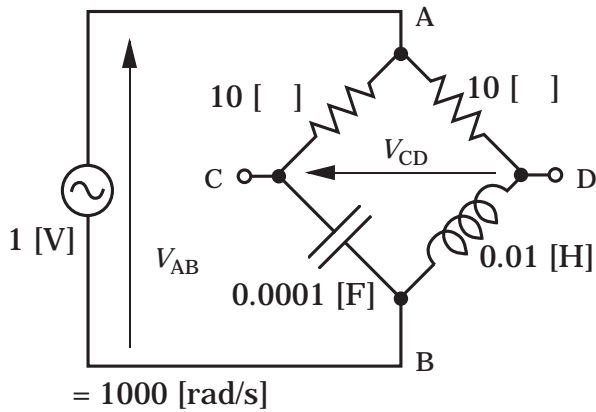 A
10 [ ]
10 [ ]
V_CD
C
D
1 [V]
V_AB
0.01 [H]
0.0001 [F]
B
= 1000 [rad/s]